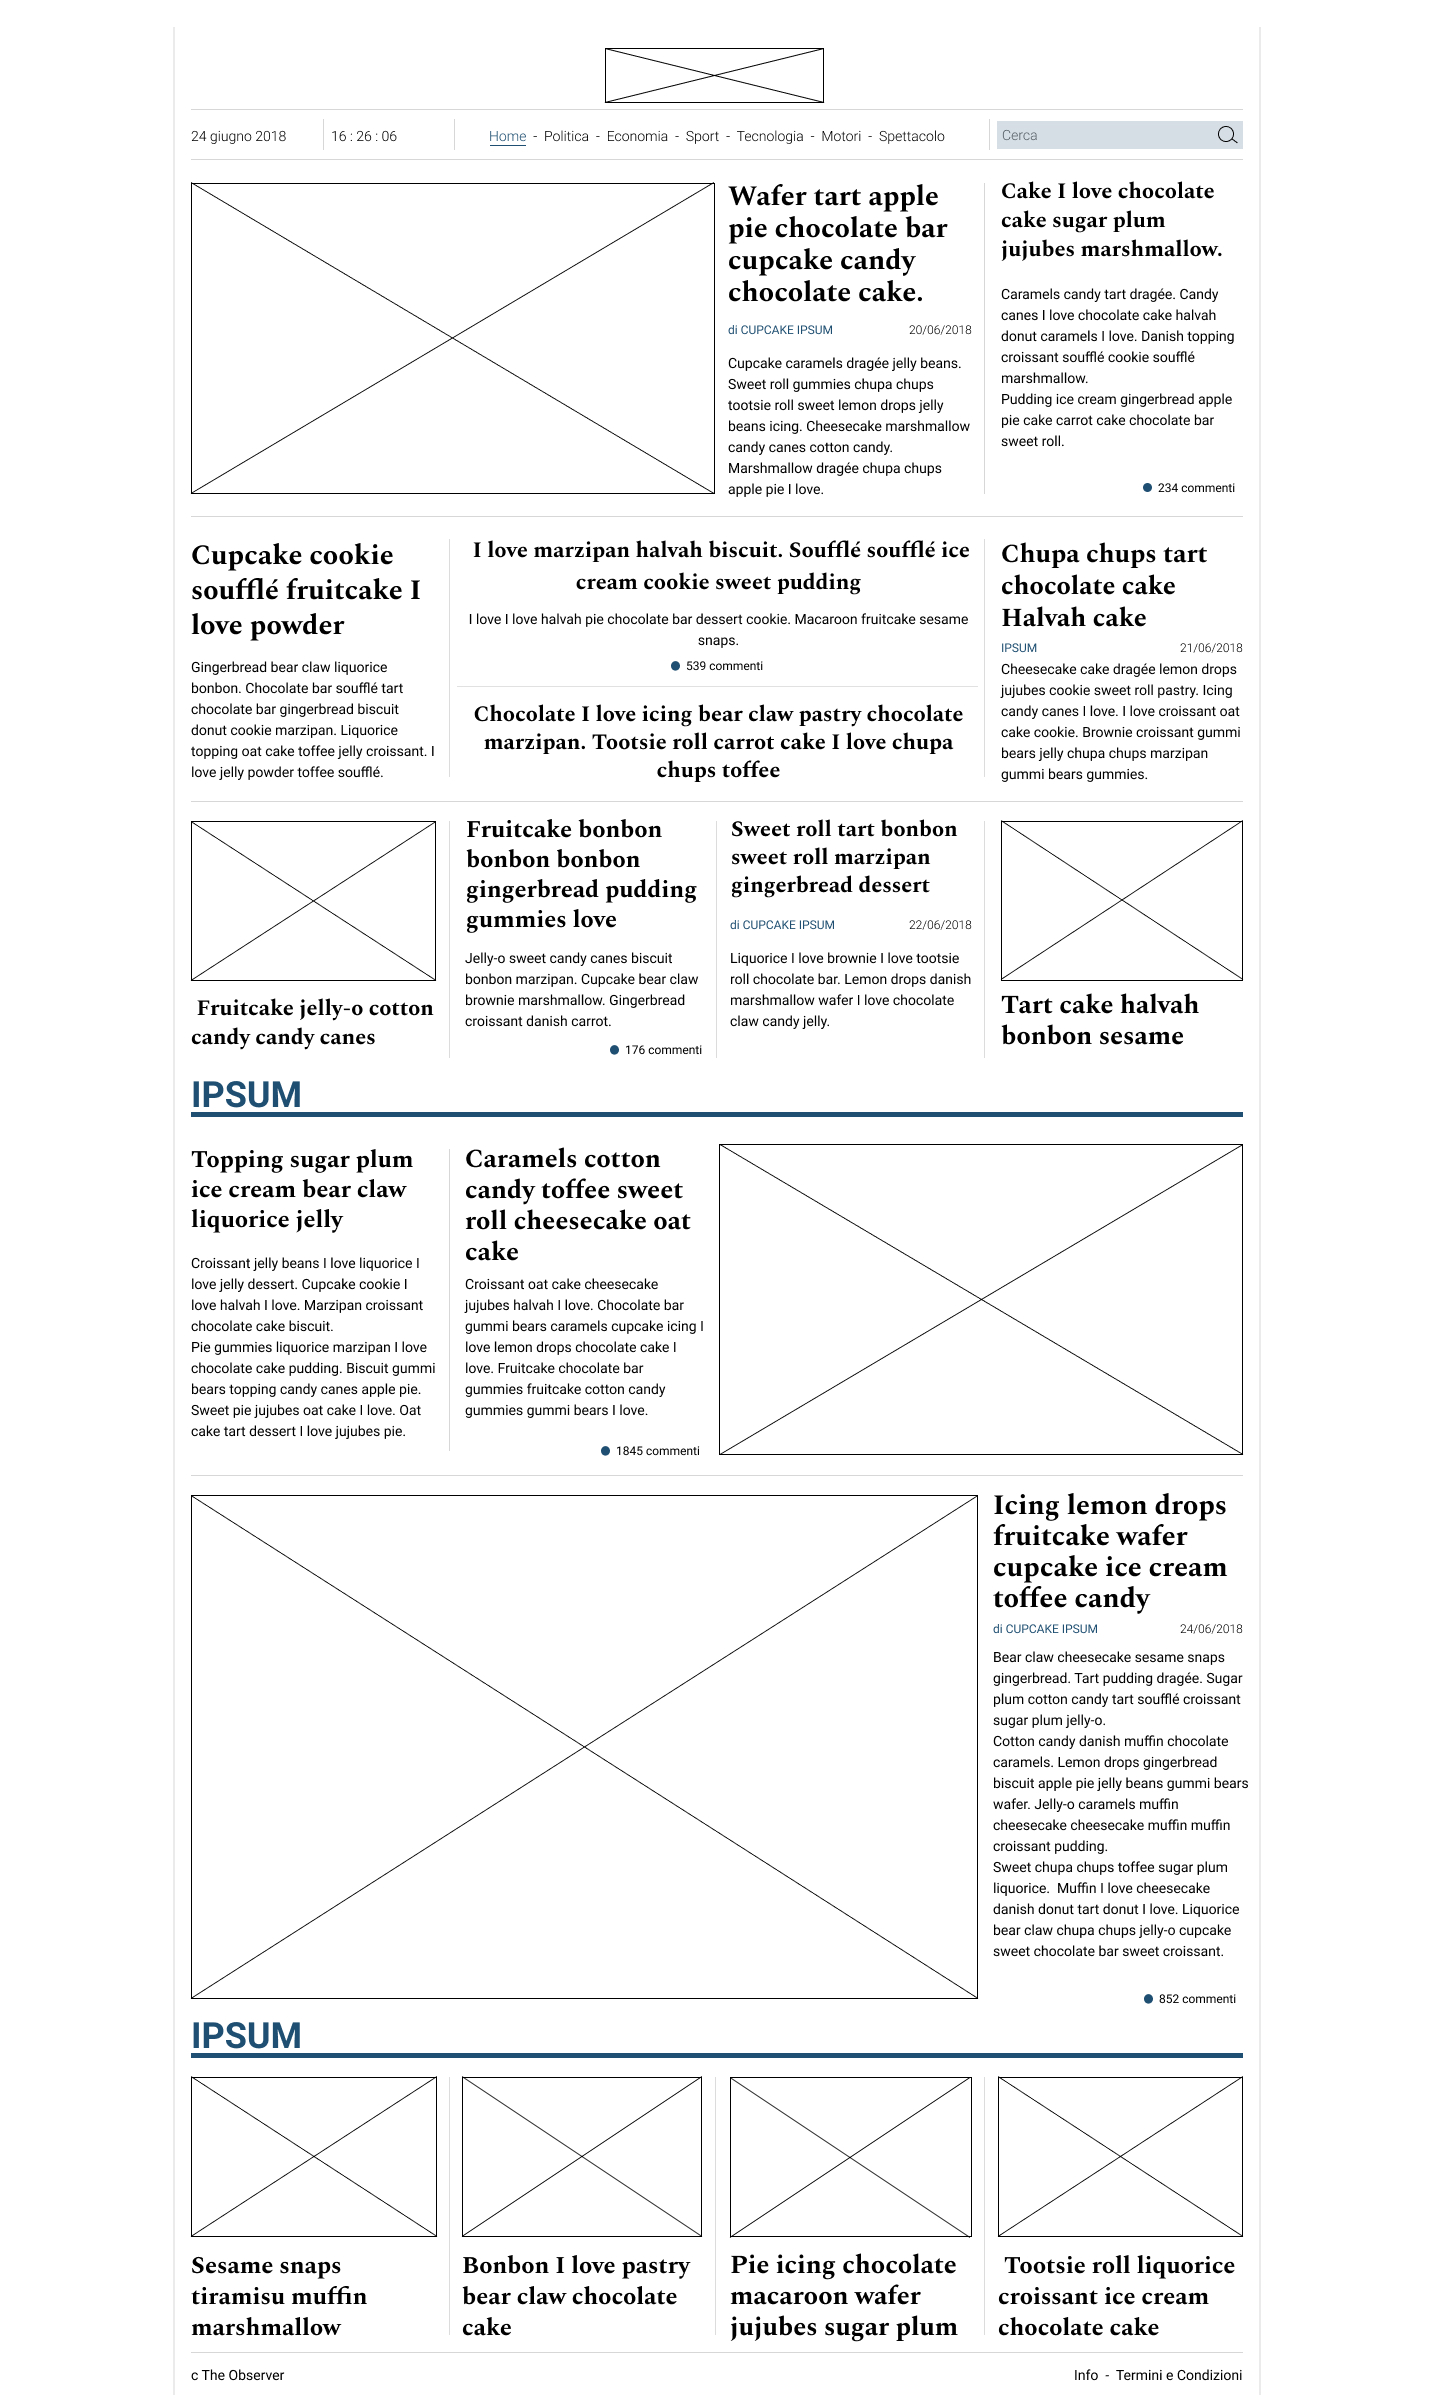 24 giugno 2018
16 : 26 : 06
Home - Politica - Economia - Sport - Tecnologia - Motori - Spettacolo
Cerca
Wafer tart apple
pie chocolate bar
cupcake candy
chocolate cake.
di CUPCAKE IPSUM
20/06/2018
Cupcake caramels dragée jelly beans.
Sweet roll gummies chupa chups
tootsie roll sweet lemon drops jelly
beans icing. Cheesecake marshmallow
candy canes cotton candy.
Marshmallow dragée chupa chups
apple pie I love.
Cake I love chocolate
cake sugar plum
jujubes marshmallow.
Caramels candy tart dragée. Candy
canes I love chocolate cake halvah
donut caramels I love. Danish topping
croissant soufflé cookie soufflé
marshmallow.
Pudding ice cream gingerbread apple
pie cake carrot cake chocolate bar
sweet roll.
234 commenti
Cupcake cookie
soufflé fruitcake I
love powder
Gingerbread bear claw liquorice
bonbon. Chocolate bar soufflé tart
chocolate bar gingerbread biscuit
donut cookie marzipan. Liquorice
topping oat cake toffee jelly croissant. I
love jelly powder toffee soufflé.
I love marzipan halvah biscuit. Soufflé soufflé ice
cream cookie sweet pudding
I love I love halvah pie chocolate bar dessert cookie. Macaroon fruitcake sesame
snaps.
539 commenti
Chocolate I love icing bear claw pastry chocolate
marzipan. Tootsie roll carrot cake I love chupa
chups toffee
Chupa chups tart
chocolate cake
Halvah cake
IPSUM
21/06/2018
Cheesecake cake dragée lemon drops
jujubes cookie sweet roll pastry. Icing
candy canes I love. I love croissant oat
cake cookie. Brownie croissant gummi
bears jelly chupa chups marzipan
gummi bears gummies.
Fruitcake jelly-o cotton
candy candy canes
Fruitcake bonbon
bonbon bonbon
gingerbread pudding
gummies love
Jelly-o sweet candy canes biscuit
bonbon marzipan. Cupcake bear claw
brownie marshmallow. Gingerbread
croissant danish carrot.
176 commenti
Sweet roll tart bonbon
sweet roll marzipan
gingerbread dessert
di CUPCAKE IPSUM
22/06/2018
Liquorice I love brownie I love tootsie
roll chocolate bar. Lemon drops danish
marshmallow wafer I love chocolate
claw candy jelly.
Tart cake halvah
bonbon sesame
IPSUM
Topping sugar plum
ice cream bear claw
liquorice jelly
Croissant jelly beans I love liquorice I
love jelly dessert. Cupcake cookie I
love halvah I love. Marzipan croissant
chocolate cake biscuit.
Pie gummies liquorice marzipan I love
chocolate cake pudding. Biscuit gummi
bears topping candy canes apple pie.
Sweet pie jujubes oat cake I love. Oat
cake tart dessert I love jujubes pie.
Caramels cotton
candy toffee sweet
roll cheesecake oat
cake
Croissant oat cake cheesecake
jujubes halvah I love. Chocolate bar
gummi bears caramels cupcake icing I
love lemon drops chocolate cake I
love. Fruitcake chocolate bar
gummies fruitcake cotton candy
gummies gummi bears I love.
1845 commenti
Icing lemon drops
fruitcake wafer
cupcake ice cream
toffee candy
di CUPCAKE IPSUM
24/06/2018
Bear claw cheesecake sesame snaps
gingerbread. Tart pudding dragée. Sugar
plum cotton candy tart soufflé croissant
sugar plum jelly-o.
Cotton candy danish muffin chocolate
caramels. Lemon drops gingerbread
biscuit apple pie jelly beans gummi bears
wafer. Jelly-o caramels muffin
cheesecake cheesecake muffin muffin
croissant pudding.
Sweet chupa chups toffee sugar plum
liquorice. Muffin I love cheesecake
danish donut tart donut I love. Liquorice
bear claw chupa chups jelly-o cupcake
sweet chocolate bar sweet croissant.
852 commenti
IPSUM
Sesame snaps
tiramisu muffin
marshmallow
Bonbon I love pastry
bear claw chocolate
cake
Pie icing chocolate
macaroon wafer
jujubes sugar plum
Tootsie roll liquorice
croissant ice cream
chocolate cake
c The Observer
Info - Termini e Condizioni